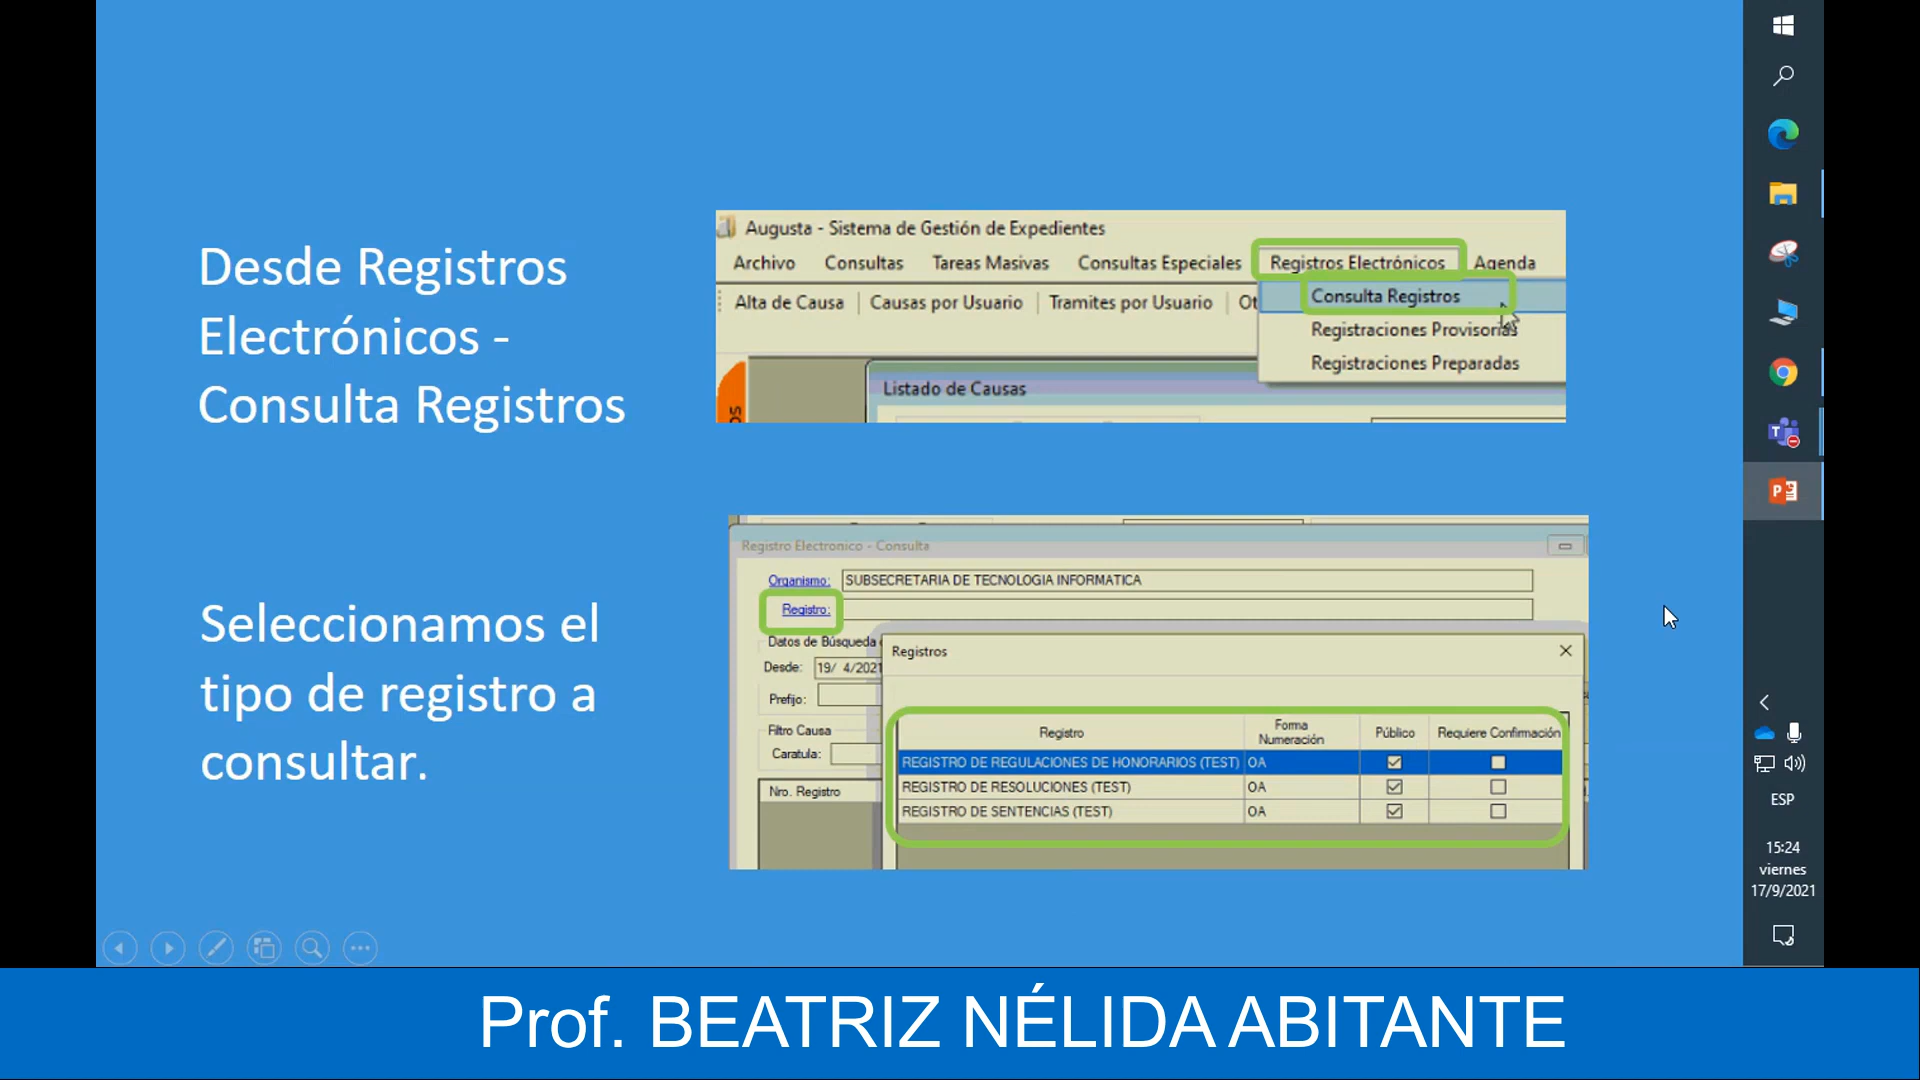 Desde Registros
Electrónicos -
Consulta Registros
Augusta - Sistema de Gestión de Expedientes
Archivo Consultas Tareas Masivas Consultas Especiales Registros Electrónicos Agenda
Alta de Causa Causas por Usuario Tramites por Usuario Ot
Consulta Registros
Registraciones Provisorias
Registraciones Preparadas
Listado de Causas
os
Seleccionamos el
tipo de registro a
consultar.
Registro Electronico - Consulta
Organismo: SUBSECRETARIA DE TECNOLOGIA INFORMATICA
Registro:
Datos de Búsqueda
Desde: 19/ 4/2021
Prefijo:
Filtro Causa
Caratula:
Nro. Registro
Registros
Registro Forma Numeración Público Requiere Confirmación
REGISTRO DE REGULACIONES DE HONORARIOS (TEST) OA
REGISTRO DE RESOLUCIONES (TEST) OA
REGISTRO DE SENTENCIAS (TEST) OA
ESP
15:24
viernes
17/9/2021
Prof. BEATRIZ NÉLIDA ABITANTE